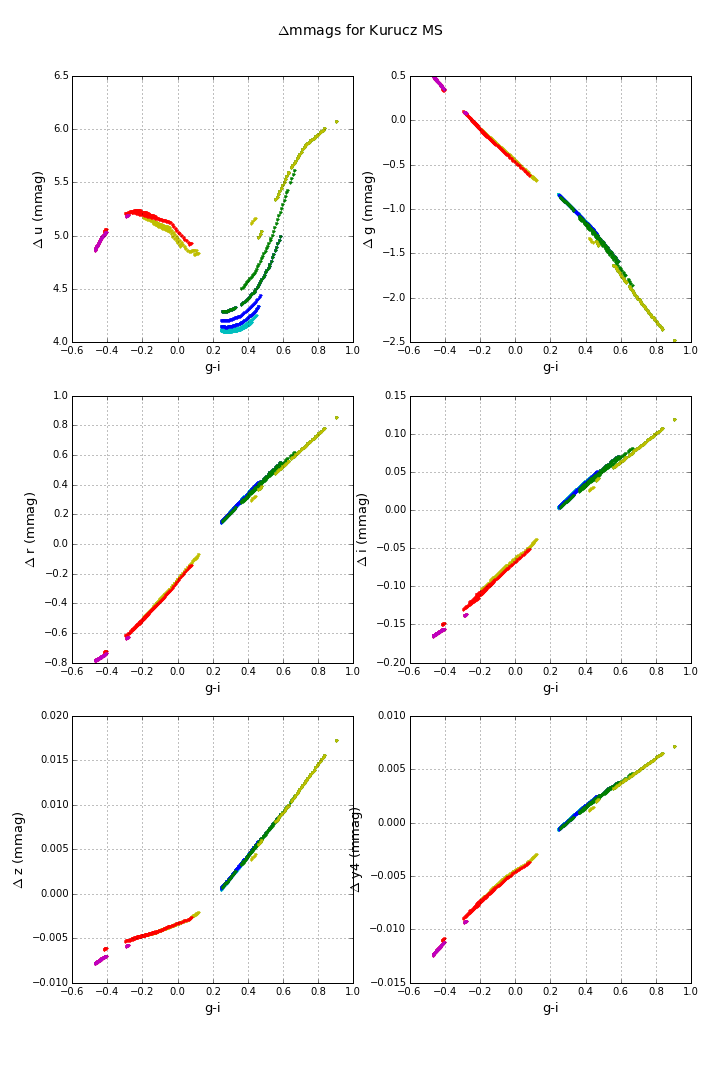 Δmmags for Kurucz MS
6.5
6.0
5.5
5.0
4.5
4.0
Δ u (mmag)
−0.6 −0.4 −0.2 0.0 0.2 0.4 0.6 0.8 1.0
g-i
0.5
0.0
−0.5
−1.0
−1.5
−2.0
−2.5
Δ g (mmag)
−0.6 −0.4 −0.2 0.0 0.2 0.4 0.6 0.8 1.0
g-i
1.0
0.8
0.6
0.4
0.2
0.0
−0.2
−0.4
−0.6
−0.8
Δ r (mmag)
−0.6 −0.4 −0.2 0.0 0.2 0.4 0.6 0.8 1.0
g-i
0.15
0.10
0.05
0.00
−0.05
−0.10
−0.15
−0.20
Δ i (mmag)
−0.6 −0.4 −0.2 0.0 0.2 0.4 0.6 0.8 1.0
g-i
0.020
0.015
0.010
0.005
0.000
−0.005
−0.010
Δ z (mmag)
−0.6 −0.4 −0.2 0.0 0.2 0.4 0.6 0.8 1.0
g-i
0.010
0.005
0.000
−0.005
−0.010
−0.015
Δ y4 (mmag)
−0.6 −0.4 −0.2 0.0 0.2 0.4 0.6 0.8 1.0
g-i